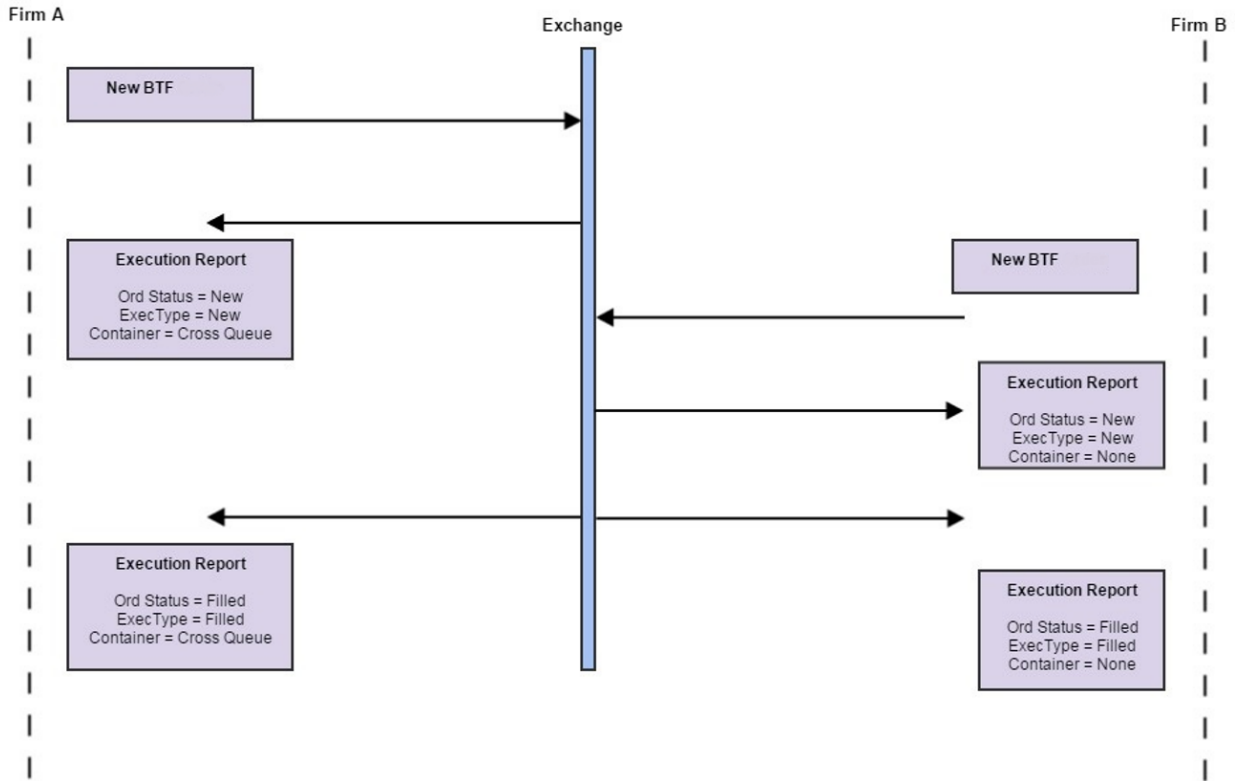 Firm A
Exchange
Firm B
New BTF
Execution Report
Ord Status = New
ExecType = New
Container = Cross Queue
New BTF
Execution Report
Ord Status = New
ExecType = New
Container = None
Execution Report
Ord Status = Filled
ExecType = Filled
Container = Cross Queue
Execution Report
Ord Status = Filled
ExecType = Filled
Container = None